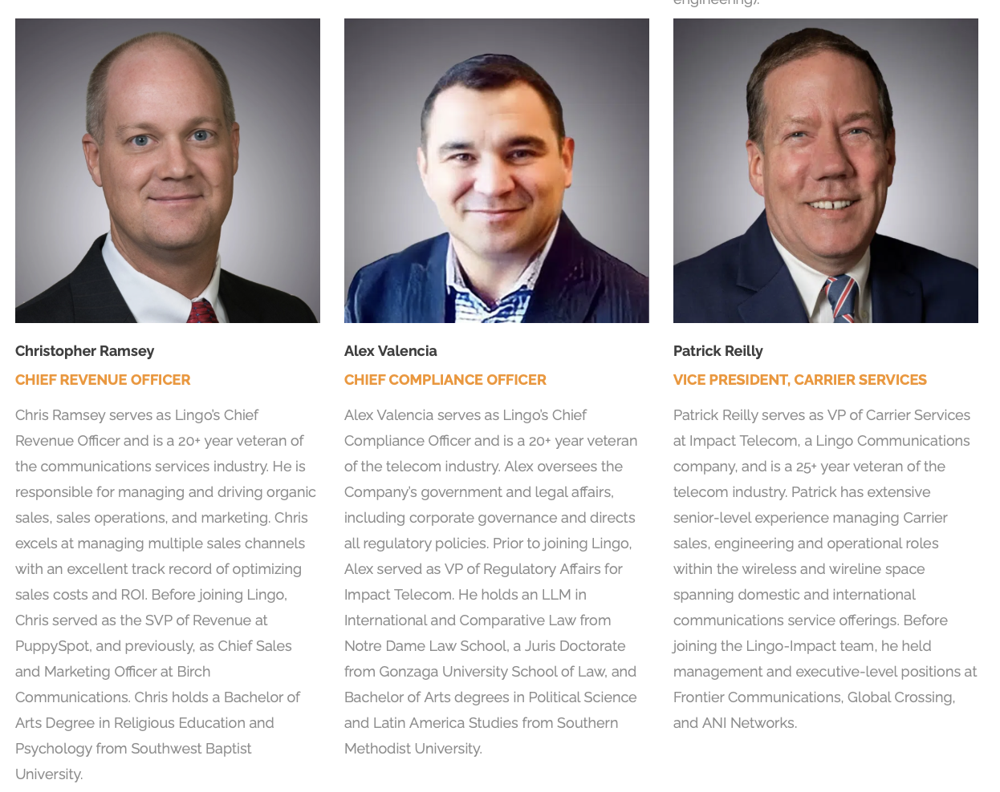 engineering).
Christopher Ramsey
CHIEF REVENUE OFFICER
Chris Ramsey serves as Lingo's Chief
Revenue Officer and is a 20+ year veteran of
the communications services industry. He is
responsible for managing and driving organic
sales, sales operations, and marketing. Chris
excels at managing multiple sales channels
with an excellent track record of optimizing
sales costs and ROI. Before joining Lingo,
Chris served as the SVP of Revenue at
PuppySpot, and previously, as Chief Sales
and Marketing Officer at Birch
Communications. Chris holds a Bachelor of
Arts Degree in Religious Education and
Psychology from Southwest Baptist
University.
Alex Valencia
CHIEF COMPLIANCE OFFICER
Alex Valencia serves as Lingo's Chief
Compliance Officer and is a 20+ year veteran
of the telecom industry. Alex oversees the
Company's government and legal affairs,
including corporate governance and directs
all regulatory policies. Prior to joining Lingo,
Alex served as VP of Regulatory Affairs for
Impact Telecom. He holds an LLM in
International and Comparative Law from
Notre Dame Law School, a Juris Doctorate
from Gonzaga University School of Law, and
Bachelor of Arts degrees in Political Science
and Latin America Studies from Southern
Methodist University.
Patrick Reilly
VICE PRESIDENT, CARRIER SERVICES
Patrick Reilly serves as VP of Carrier Services
at Impact Telecom, a Lingo Communications
company, and is a 25+ year veteran of the
telecom industry. Patrick has extensive
senior-level experience managing Carrier
sales, engineering and operational roles
within the wireless and wireline space
spanning domestic and international
communications service offerings. Before
joining the Lingo-Impact team, he held
management and executive-level positions at
Frontier Communications, Global Crossing,
and ANI Networks.